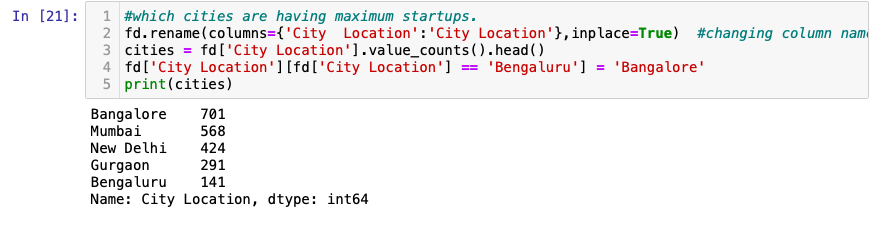 In [21]:
1 #which cities are having maximum startups.
2 fd.rename(columns={'City  Location':'City Location'},inplace=True)  #changing column
3 cities = fd['City Location'].value_counts().head()
4 fd['City Location'][fd['City Location'] == 'Bengaluru'] = 'Bangalore'
5 print(cities)
Bangalore    701
Mumbai       568
New Delhi    424
Gurgaon      291
Bengaluru    141
Name: City Location, dtype: int64